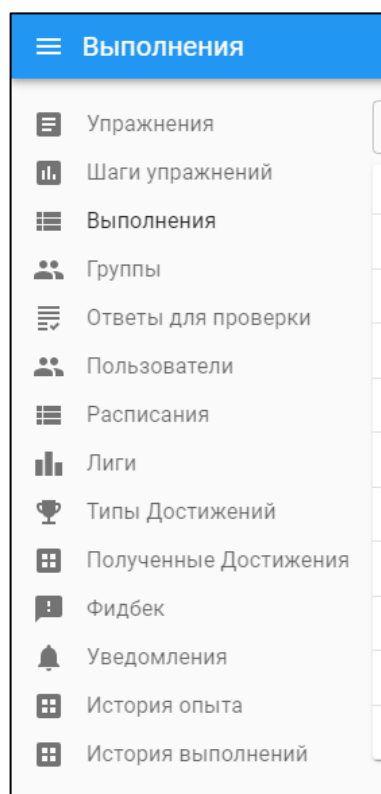 Выполнения
Упражнения
Шаги упражнений
Выполнения
Группы
Ответы для проверки
Пользователи
Расписания
Лиги
Типы Достижений
Полученные Достижения
Фидбек
Уведомления
История опыта
История выполнений